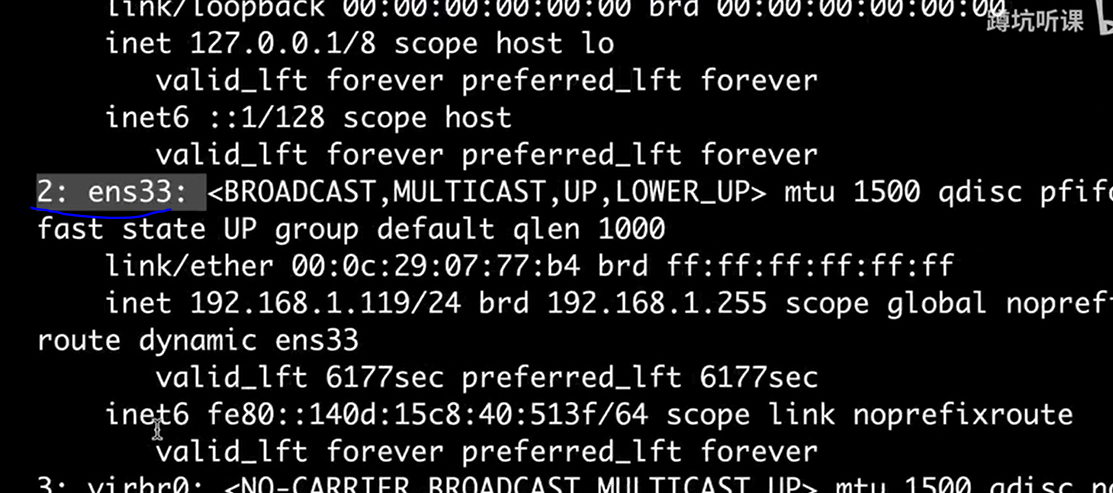 link/loopback 00:00:00:00:00:00 brd 00:00:00:00:00:00
蹲坑听课
inet 127.0.0.1/8 scope host lo
valid_lft forever preferred_lft forever
inet6 ::1/128 scope host
valid_lft forever preferred_lft forever
2: ens33: <BROADCAST,MULTICAST,UP,LOWER_UP> mtu 1500 qdisc pfifo
fast state UP group default qlen 1000
link/ether 00:0c:29:07:77:b4 brd ff:ff:ff:ff:ff:ff
inet 192.168.1.119/24 brd 192.168.1.255 scope global noprefi
route dynamic ens33
valid_lft 6177sec preferred_lft 6177sec
inet6 fe80::140d:15c8:40:513f/64 scope link noprefixroute
valid_lft forever preferred_lft forever
3: virbr0: <NO-CARRIER,BROADCAST,MULTICAST,UP> mtu 1500 qdisc no